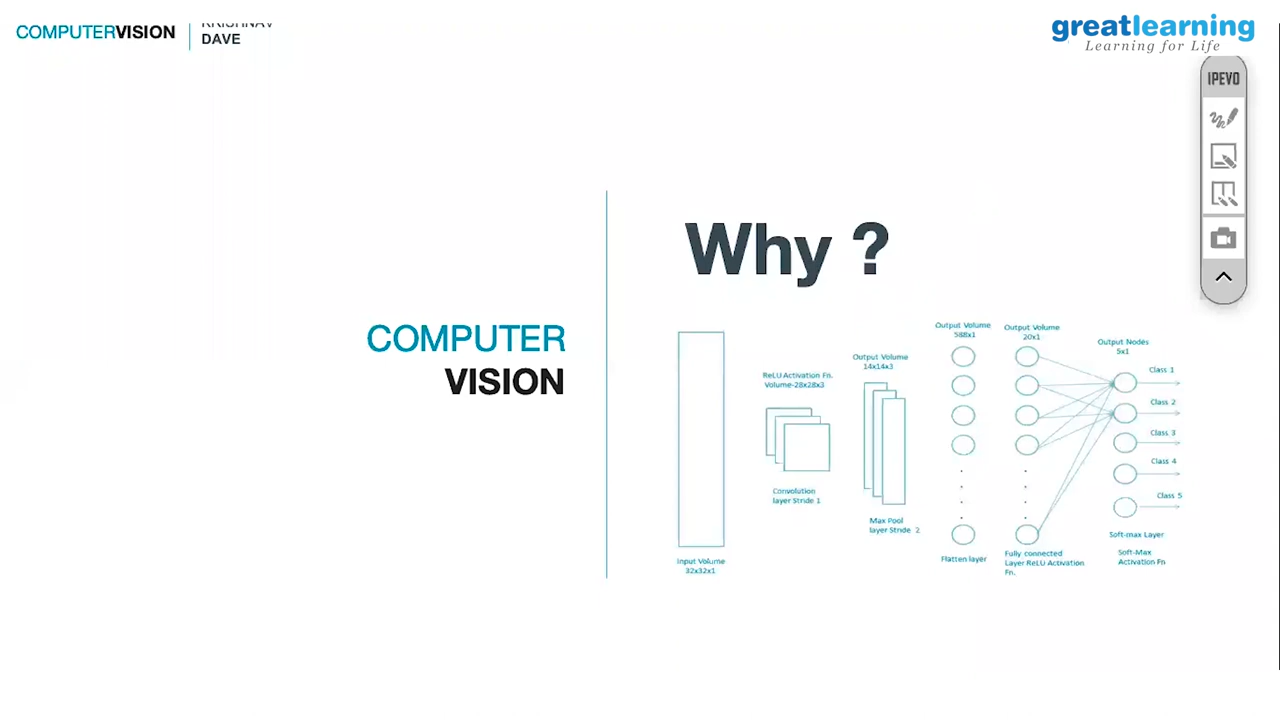 COMPUTERVISION
KRISHNAV
DAVE
greatlearning
Learning for Life
IPEVO
Why ?
COMPUTER
VISION
Input Volume
32x32x1
ReLU Activation Fn.
Volume-28x28x3
Convolution
layer Stride 1
Output Volume
14x14x3
Max Pool
layer Stride 2
Output Volume
588x1
Flatten layer
Output Volume
20x1
Fully connected
Layer ReLU Activation
Fn.
Output Nodes
5x1
Class 1
Class 2
Class 3
Class 4
Class 5
Soft-max Layer
Soft-Max
Activation Fn